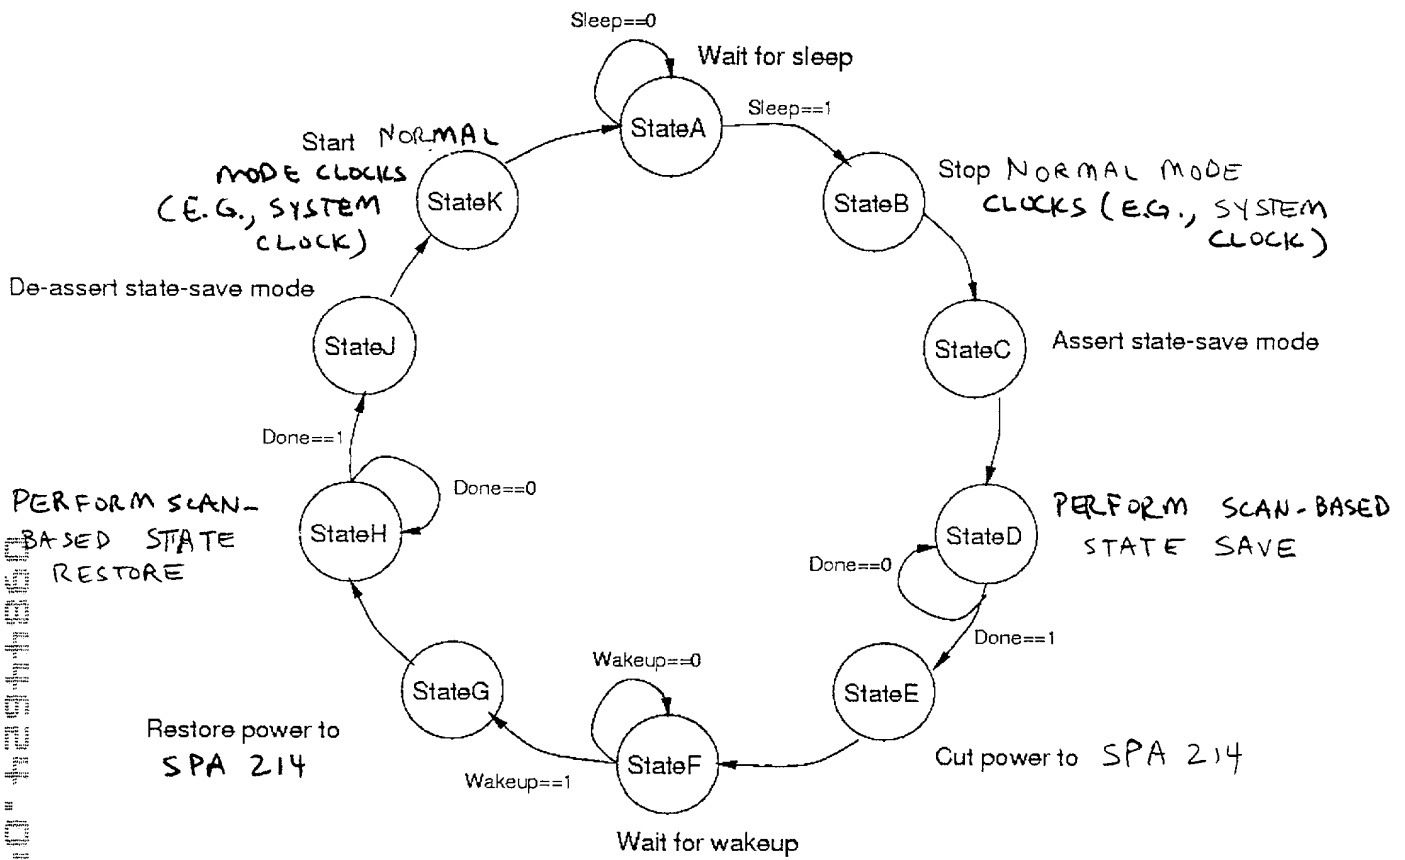 Sleep==0
Wait for sleep
StateA
Sleep==1
Start NORMAL
MODE CLOCKS
(E.G., SYSTEM
CLOCK)
StateK
StateB
Stop NORMAL MODE
CLOCKS (E.G., SYSTEM
CLOCK)
De-assert state-save mode
StateJ
StateC
Assert state-save mode
Done==1
Done==0
PERFORM SCAN-
BASED STATE
RESTORE
StateH
StateD
PERFORM SCAN-BASED
STATE SAVE
Done==0
Done==1
Wakeup==0
StateG
StateE
Restore power to
SPA 214
Wakeup==1
StateF
Cut power to SPA 214
Wait for wakeup